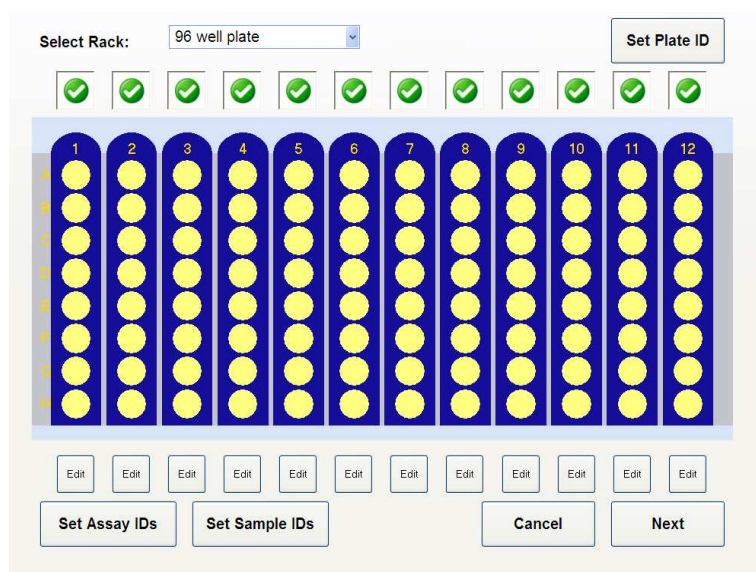 Select Rack: 96 well plate Set Plate ID
1 2 3 4 5 6 7 8 9 10 11 12
A
B
C
D
E
F
G
H
Edit Edit Edit Edit Edit Edit Edit Edit Edit Edit Edit Edit
Set Assay IDs Set Sample IDs Cancel Next